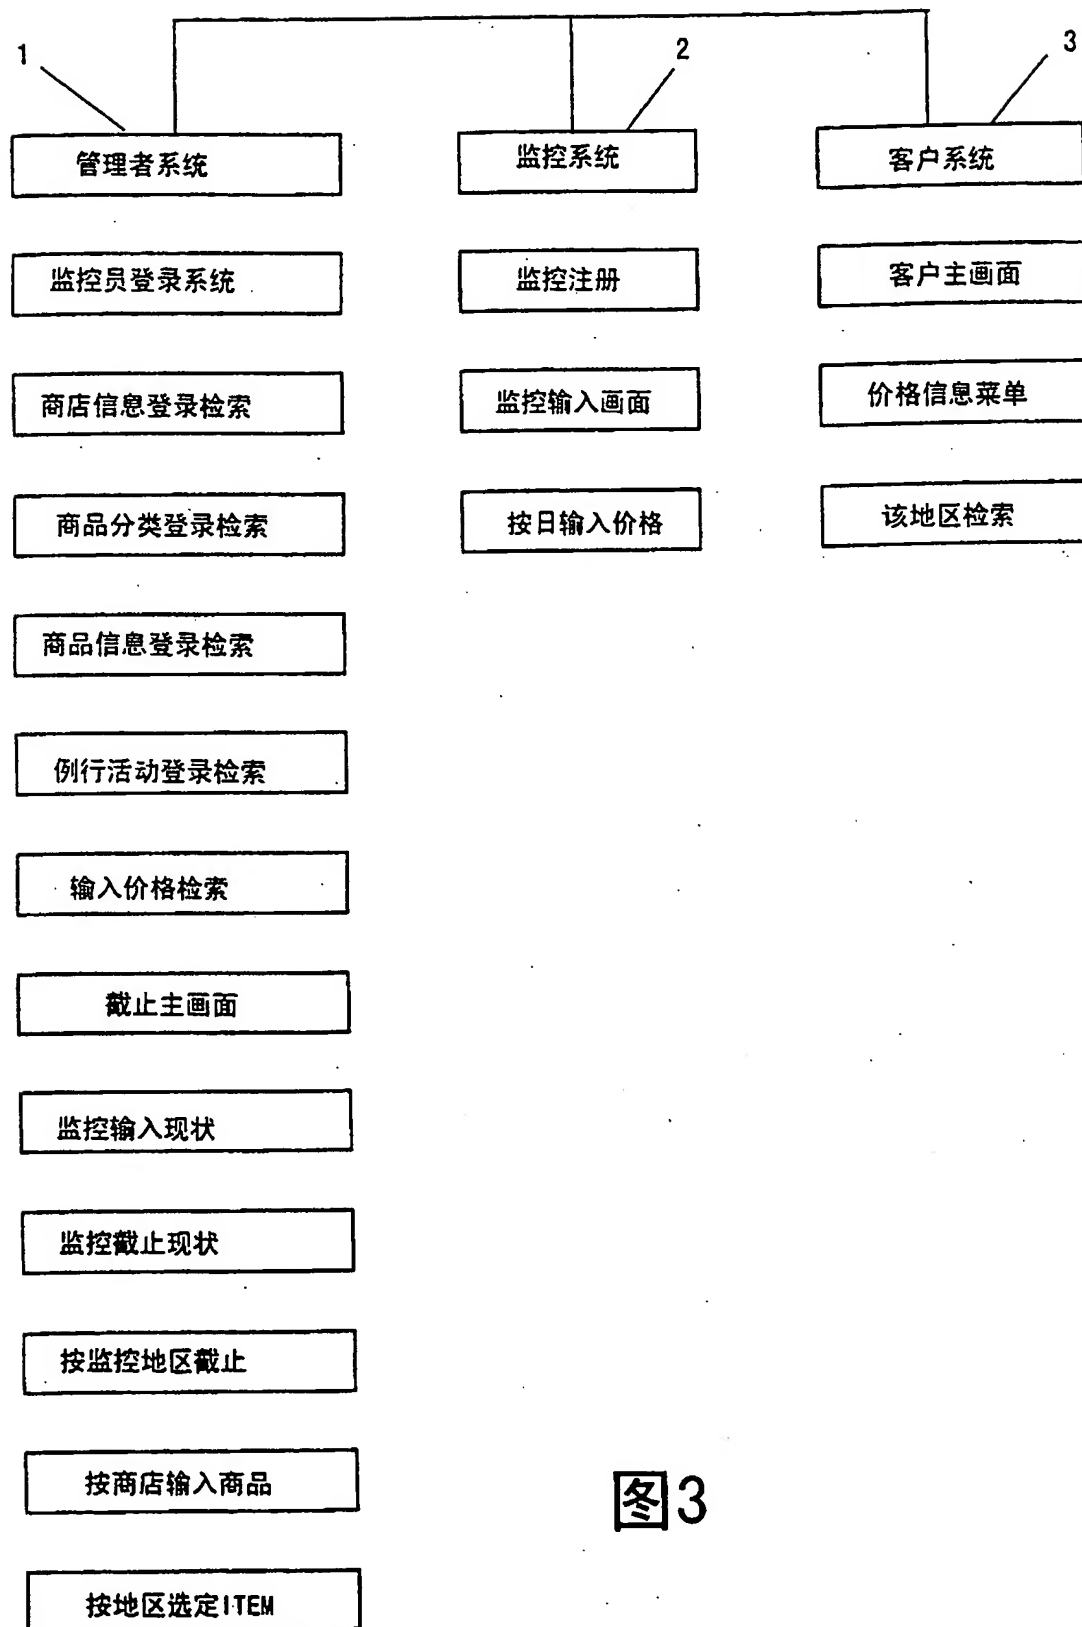 1
2
3
管理者系统
监控系统
客户系统
监控员登录系统
监控注册
客户主画面
商店信息登录检索
监控输入画面
价格信息菜单
商品分类登录检索
按日输入价格
该地区检索
商品信息登录检索
例行活动登录检索
输入价格检索
截止主画面
监控输入现状
监控截止现状
按监控地区截止
按商店输入商品
按地区选定ITEM
图3